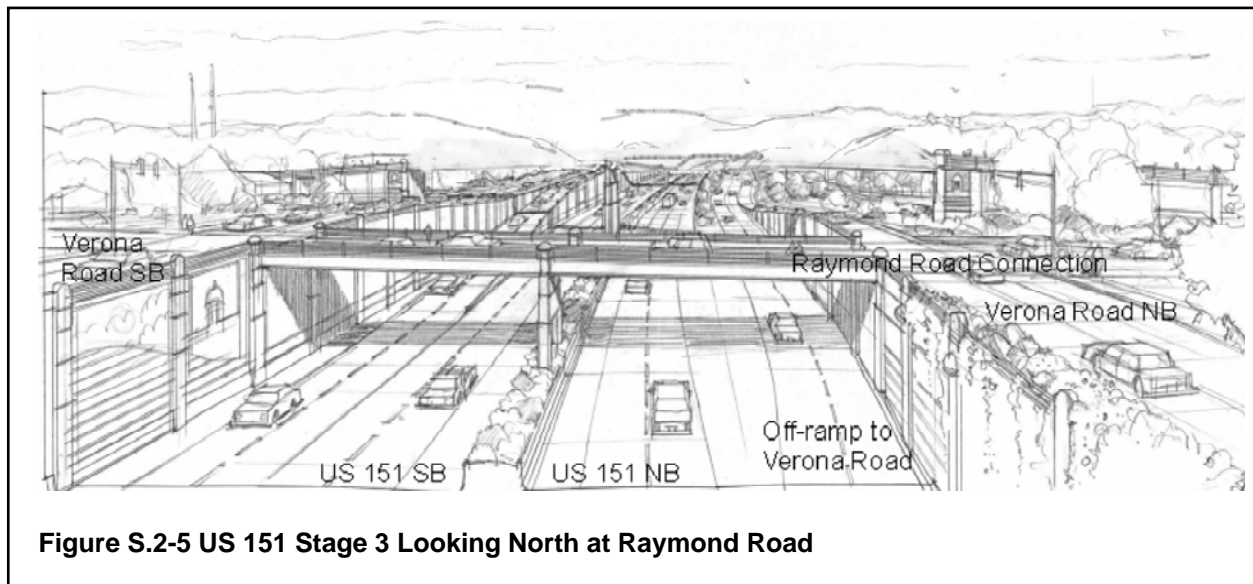 Verona
Road SB
Raymond Road Connection
Verona Road NB
Off-ramp to
Verona Road
US 151 SB
US 151 NB
Figure S.2-5 US 151 Stage 3 Looking North at Raymond Road